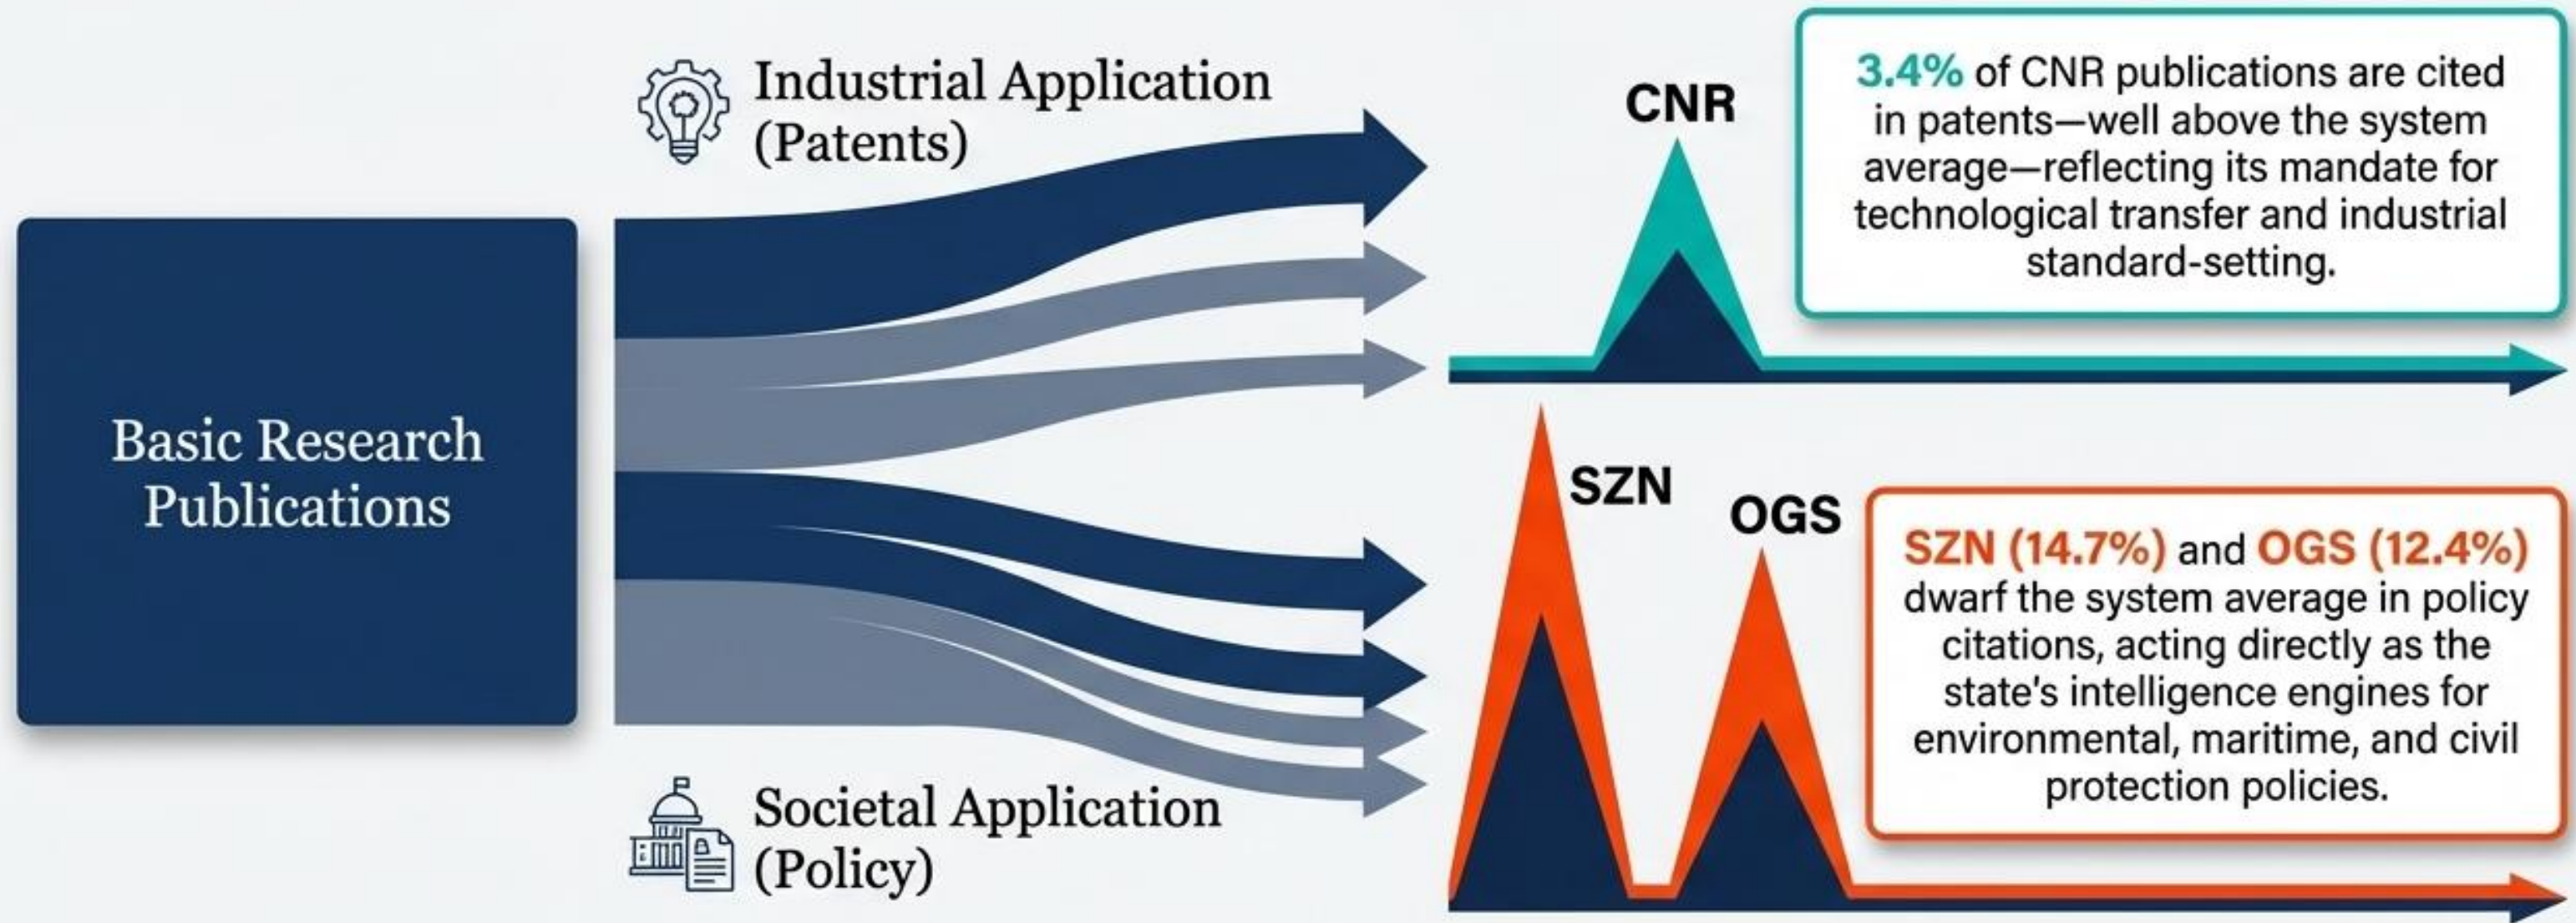 Industrial Application
(Patents)
Basic Research
Publications
Societal Application
(Policy)
CNR
3.4% of CNR publications are cited
in patents—well above the system
average—reflecting its mandate for
technological transfer and industrial
standard-setting.
SZN
OGS
SZN (14.7%) and OGS (12.4%)
dwarf the system average in policy
citations, acting directly as the
state's intelligence engines for
environmental, maritime, and civil
protection policies.